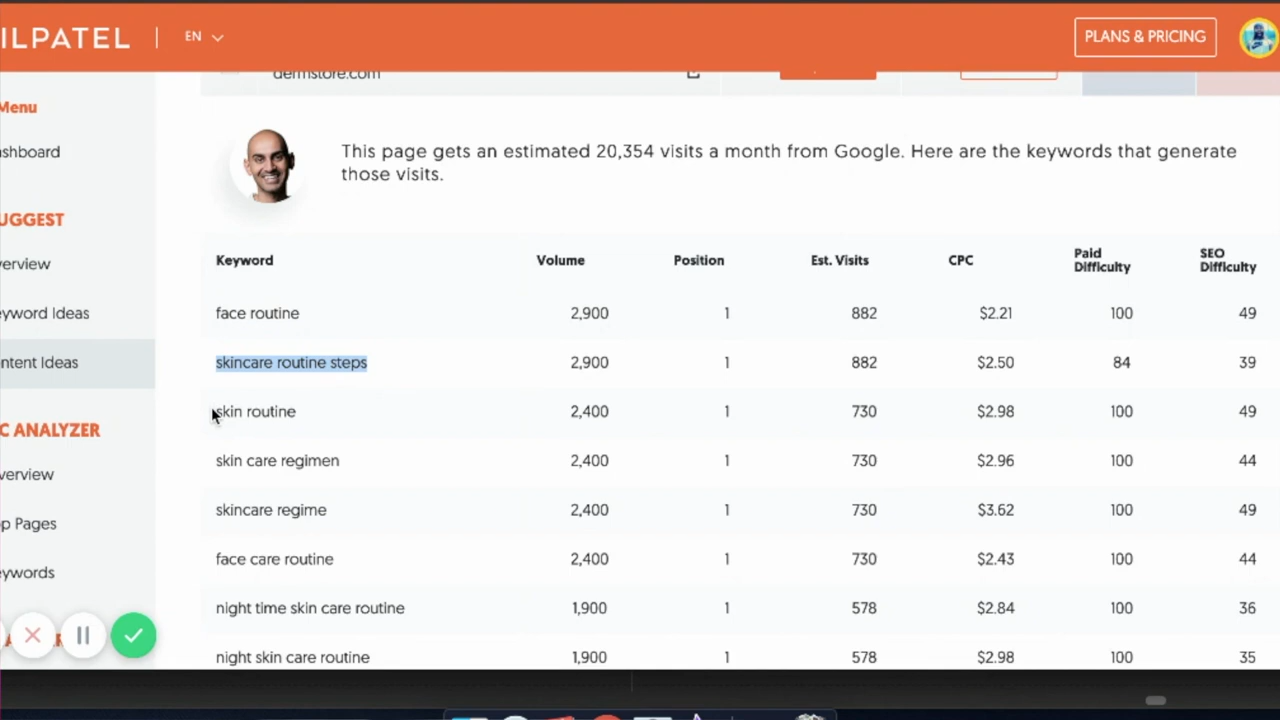 ILPATEL
EN
PLANS & PRICING
dermstore.com
Menu
ashboard
UGGEST
verview
eyword Ideas
ntent Ideas
C ANALYZER
verview
op Pages
eywords
This page gets an estimated 20,354 visits a month from Google. Here are the keywords that generate
those visits.
Keyword Volume Position Est. Visits CPC Paid Difficulty SEO Difficulty
face routine 2,900 1 882 $2.21 100 49
skincare routine steps 2,900 1 882 $2.50 84 39
skin routine 2,400 1 730 $2.98 100 49
skin care regimen 2,400 1 730 $2.96 100 44
skincare regime 2,400 1 730 $3.62 100 49
face care routine 2,400 1 730 $2.43 100 44
night time skin care routine 1,900 1 578 $2.84 100 36
night skin care routine 1,900 1 578 $2.98 100 35